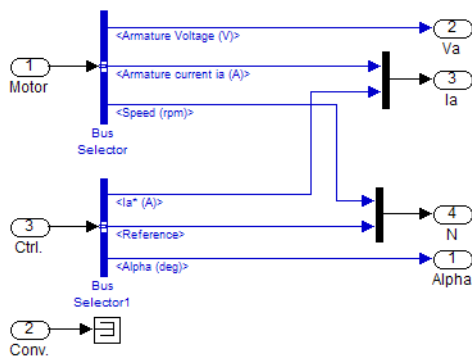 <Armature Voltage (V)>
2
Va
1
Motor
<Armature current ia (A)>
3
Ia
<Speed (rpm)>
Bus
Selector
<Ia* (A)>
3
Ctrl.
<Reference>
4
N
<Alpha (deg)>
1
Alpha
Bus
Selector1
2
Conv.